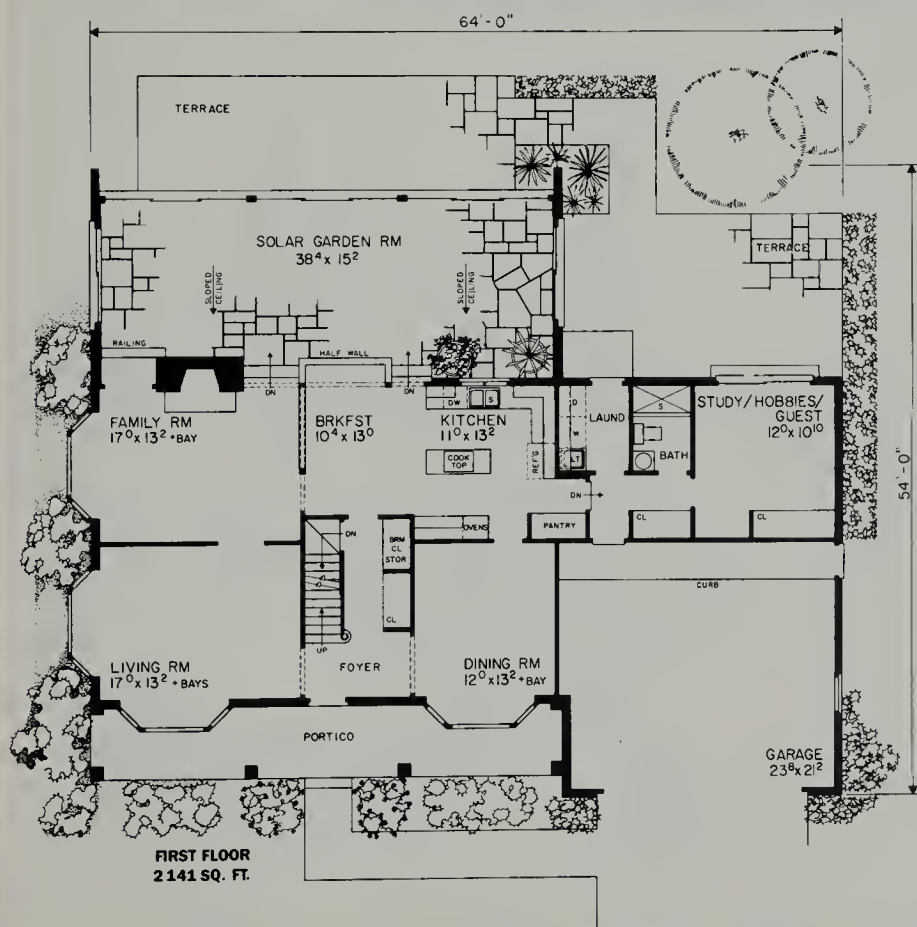 64'-0"
TERRACE
SOLAR GARDEN RM
38⁴ x 15²
SLOPED
CEILING
SLOPED
CEILING
TERRACE
RAILING
HALF WALL
DN
DN
FAMILY RM
17⁰ x 13² + BAY
BRKFST
10⁴ x 13⁰
KITCHEN
11⁰ x 13²
DW
S
COOK
TOP
REF'G
D
W
LT
LAUND
S
BATH
STUDY/HOBBIES/
GUEST
12⁰ x 10¹⁰
54'-0"
DN
DN
BRM
CL
STOR
OVENS
PANTRY
CL
CL
CURB
CL
UP
FOYER
LIVING RM
17⁰ x 13² + BAYS
DINING RM
12⁰ x 13² + BAY
PORTICO
GARAGE
23⁸ x 21²
FIRST FLOOR
2141 SQ. FT.